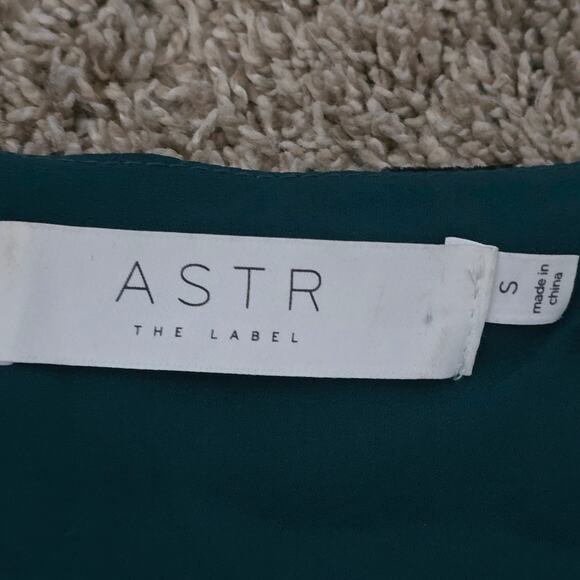 ASTR
THE LABEL
S
made in
china